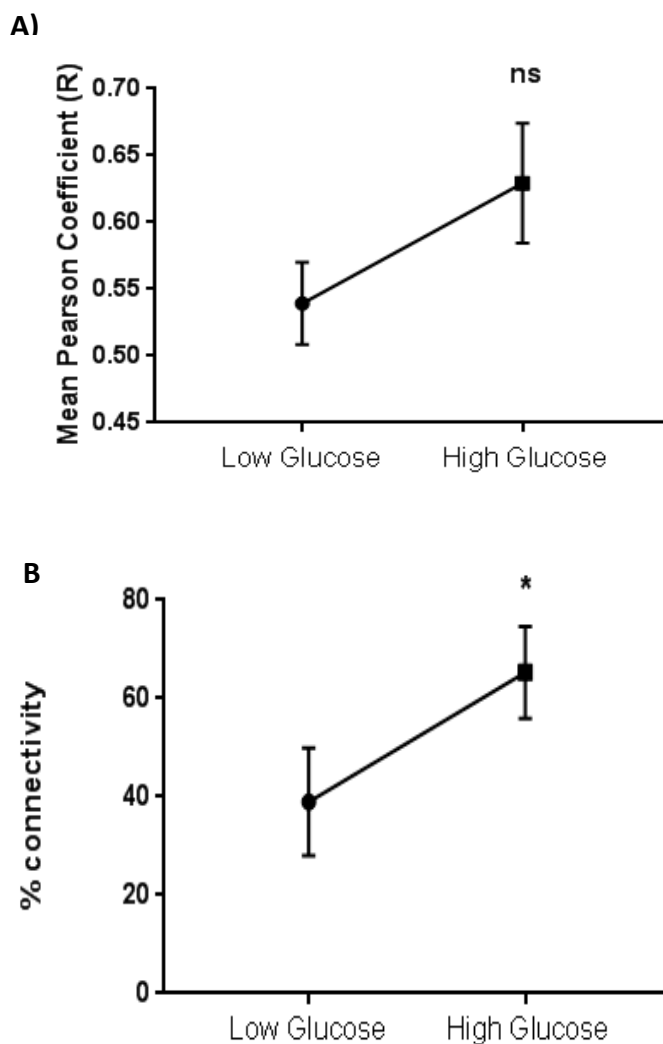 A)
ns
Mean Pearson Coefficient (R)
0.70
0.65
0.60
0.55
0.50
0.45
Low Glucose
High Glucose
B
*
% connectivity
80
60
40
20
0
Low Glucose
High Glucose